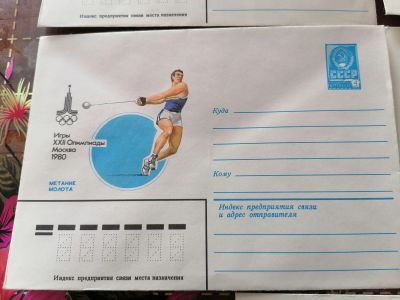 Индекс предприятия связи места назначения
СССР
Куда
Игры
XXII Олимпиады
Москва
1980
МЕТАНИЕ
МОЛОТА
Кому
Индекс предприятия связи
и адрес отправителя
Индекс предприятия связи места назначения